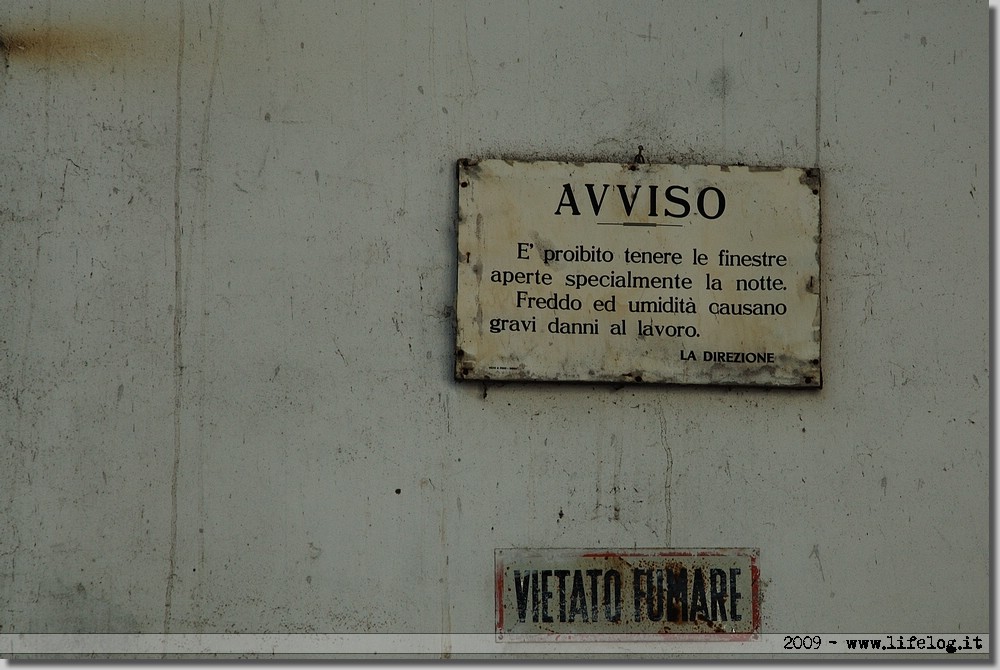 AVVISO
E' proibito tenere le finestre
aperte specialmente la notte.
Freddo ed umidità causano
gravi danni al lavoro.
LA DIREZIONE
VIETATO FUMARE
2009 - www.lifelog.it